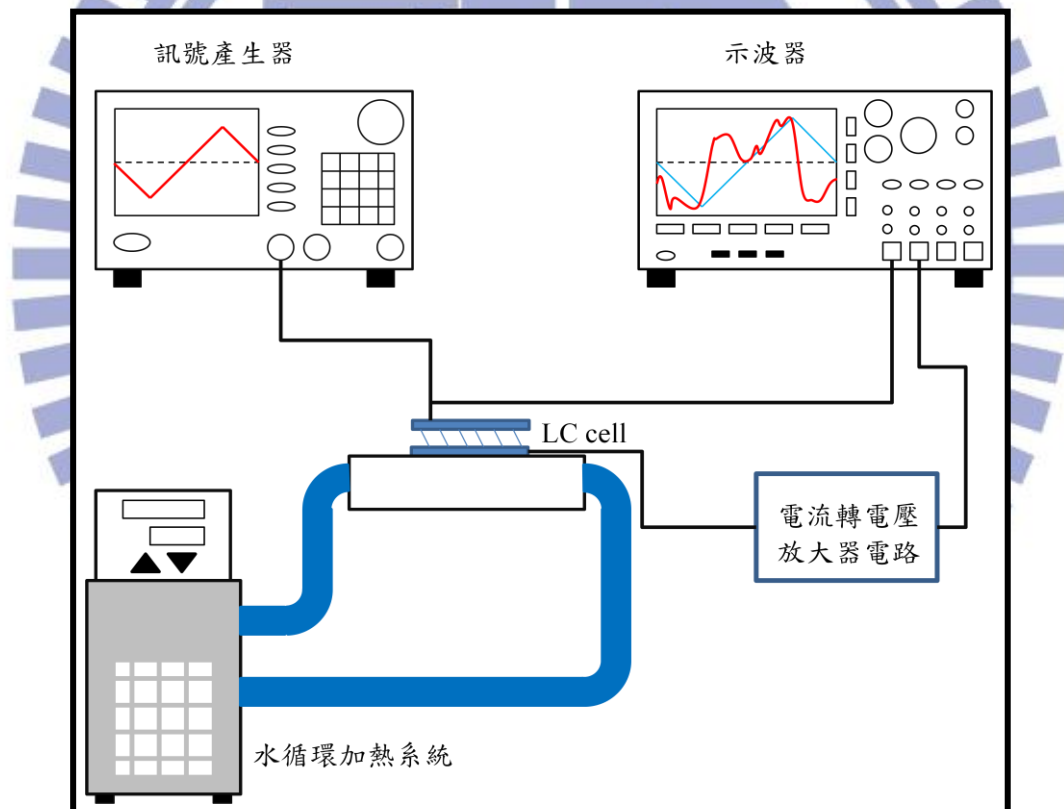 訊號產生器
示波器
LC cell
電流轉電壓
放大器電路
水循環加熱系統